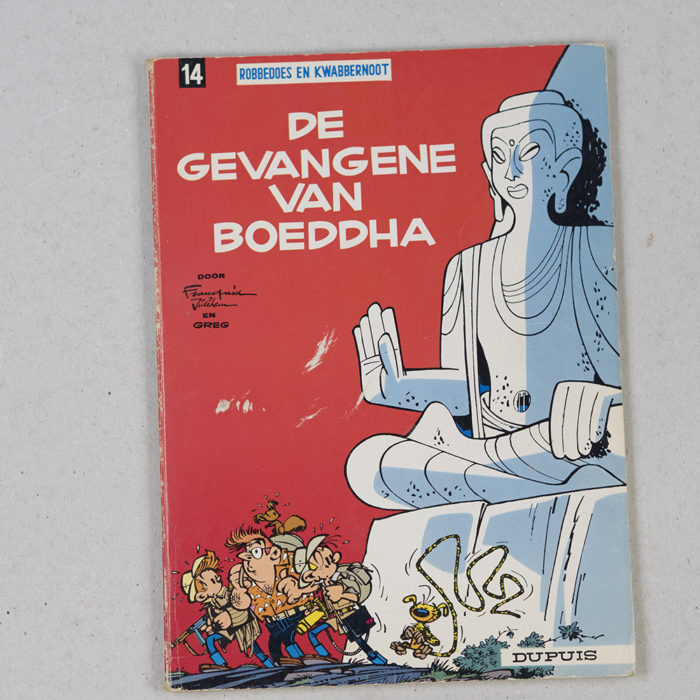 14
ROBBEDOES EN KWABBERNOOT
DE
GEVANGENE
VAN
BOEDDHA
DOOR
Franquin
Jidéhem
EN
GREG
DUPUIS